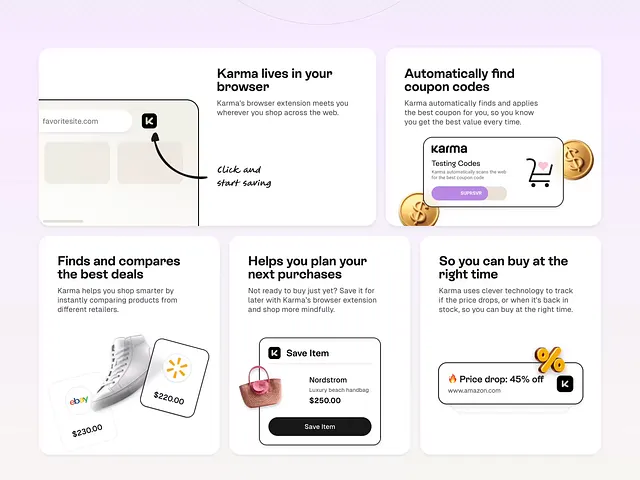 Karma lives in your
browser
Karma's browser extension meets you
wherever you shop across the web.
favoritesite.com
Click and
start saving
Automatically find
coupon codes
Karma automatically finds and applies
the best coupon for you, so you know
you get the best value every time.
Karma
Testing Codes
Karma automatically scans the web
for the best coupon code
SUPRSVR
Finds and compares
the best deals
Karma helps you shop smarter by
instantly comparing products from
different retailers.
ebay
$230.00
$220.00
Helps you plan your
next purchases
Not ready to buy just yet? Save it for
later with Karma's browser extension
and shop more mindfully.
Save Item
Nordstrom
Luxury beach handbag
$250.00
Save Item
So you can buy at the
right time
Karma uses clever technology to track
if the price drops, or when it's back in
stock, so you can buy at the right time.
%
🔥 Price drop: 45% off
www.amazon.com